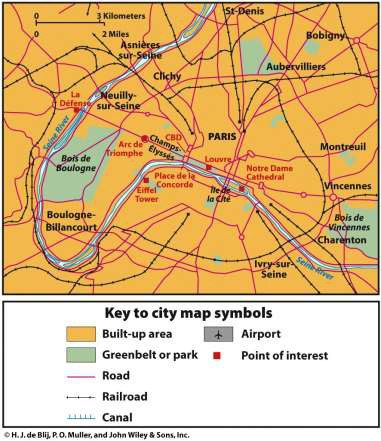 0 3 Kilometers
0 2 Miles
St-Denis
Asnières
sur-Seine
Bobigny
Aubervilliers
Clichy
La
Défense
Neuilly-
sur-Seine
Seine River
PARIS
Arc de
Triomphe
CBD
Champs-
Elyssés
Bois de
Boulogne
Louvre
Montreuil
Notre Dame
Cathedral
Place de la
Concorde
Ile de
la Cité
Eiffel
Tower
Vincennes
Boulogne-
Billancourt
Bois de
Vincennes
Charenton
Ivry-sur-
Seine
Seine River
Key to city map symbols
Built-up area
Airport
Greenbelt or park
Point of interest
Road
Railroad
Canal
© H. J. de Blij, P. O. Muller, and John Wiley & Sons, Inc.